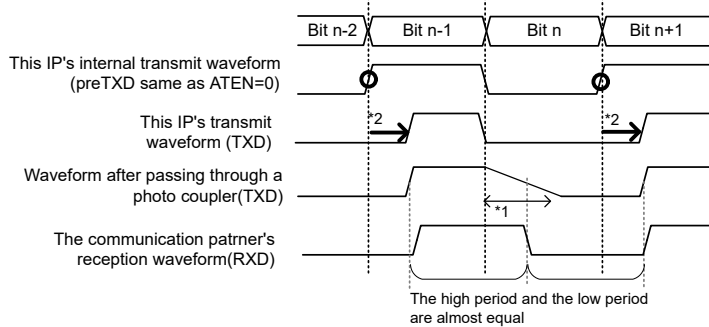 Bit n-2 Bit n-1 Bit n Bit n+1
This IP's internal transmit waveform
(preTXD same as ATEN=0)
*2 *2
This IP's transmit
waveform (TXD)
Waveform after passing through a
photo coupler(TXD)
*1
The communication patrner's
reception waveform(RXD)
The high period and the low period
are almost equal